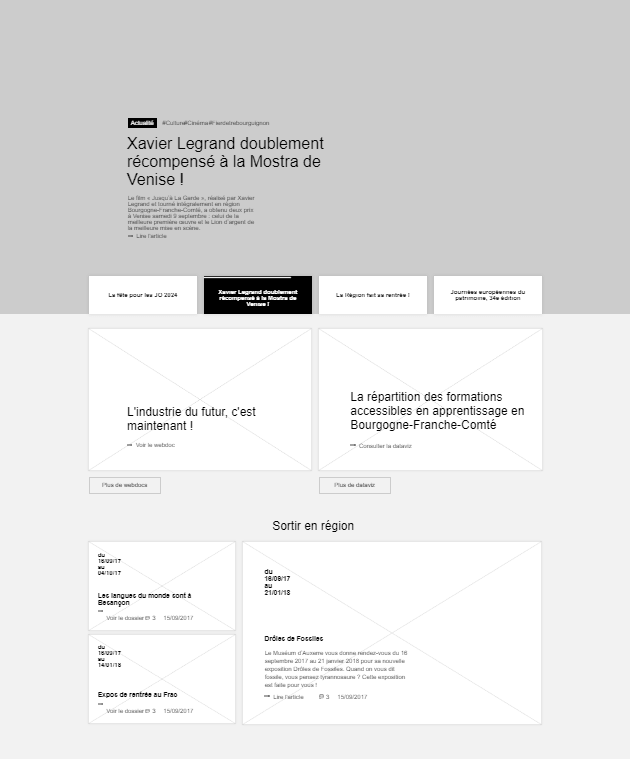 Actualité #Culture#Cinéma#Fiertétrebourguignon
Xavier Legrand doublement
récompensé à la Mostra de
Venise !
Le film « Jusqu'à La Garde », réalisé par Xavier
Legrand et tourné intégralement en région
Bourgogne-Franche-Comté, a obtenu deux prix
à Venise samedi 9 septembre : celui de la
meilleure première œuvre et le Lion d'argent de
la meilleure mise en scène.
Lire l'article
La fête pour les JO 2024
Xavier Legrand doublement
récompensé à la Mostra de
Venise !
La Région fait sa rentrée !
Journées européennes du
patrimoine, 34e édition
L'industrie du futur, c'est
maintenant !
Voir le webdoc
La répartition des formations
accessibles en apprentissage en
Bourgogne-Franche-Comté
Consulter la dataviz
Plus de webdocs
Plus de dataviz
Sortir en région
du
16/09/17
au
04/10/17
Les langues du monde sont à
Besançon
Voir le dossier 3 15/09/2017
du
16/09/17
au
14/01/18
Expos de rentrée au Frac
Voir le dossier 3 15/09/2017
du
16/09/17
au
21/01/18
Drôles de Fossiles
Le Muséum d'Auxerre vous donne rendez-vous du 16
septembre 2017 au 21 janvier 2018 pour sa nouvelle
exposition Drôles de Fossiles. Quand on vous dit
fossile, vous pensez tyrannosaure ? Cette exposition
est faite pour vous !
Lire l'article 3 15/09/2017